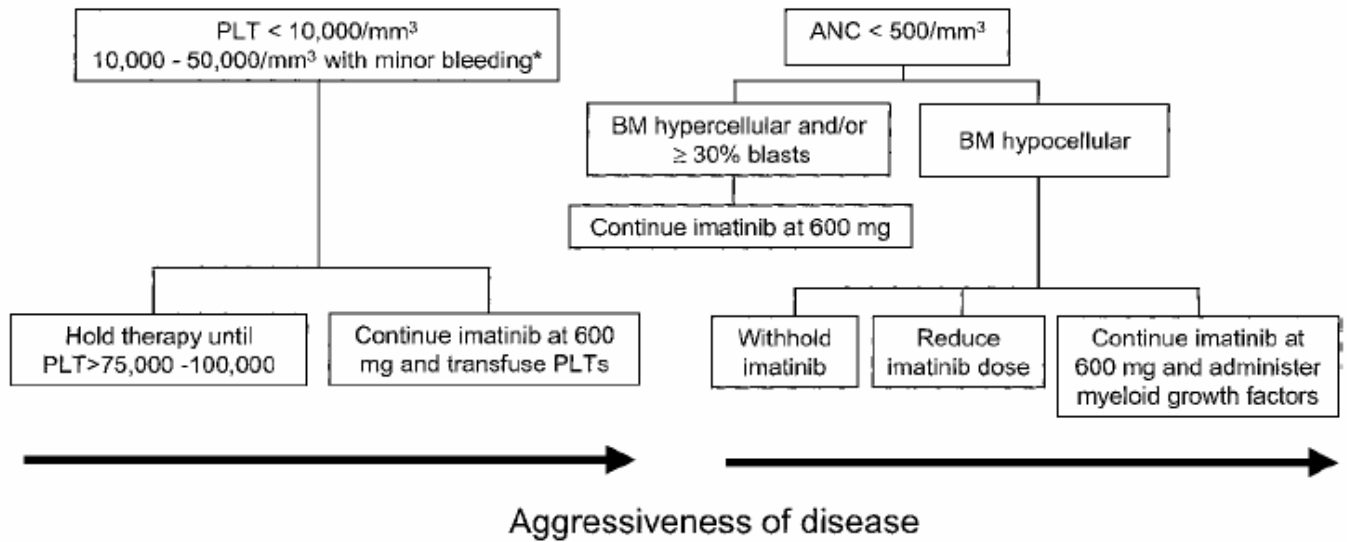 PLT < 10,000/mm³
10,000 - 50,000/mm³ with minor bleeding*
ANC < 500/mm³
BM hypercellular and/or
≥ 30% blasts
BM hypocellular
Continue imatinib at 600 mg
Hold therapy until
PLT>75,000 -100,000
Continue imatinib at 600
mg and transfuse PLTs
Withhold
imatinib
Reduce
imatinib dose
Continue imatinib at
600 mg and administer
myeloid growth factors
Aggressiveness of disease